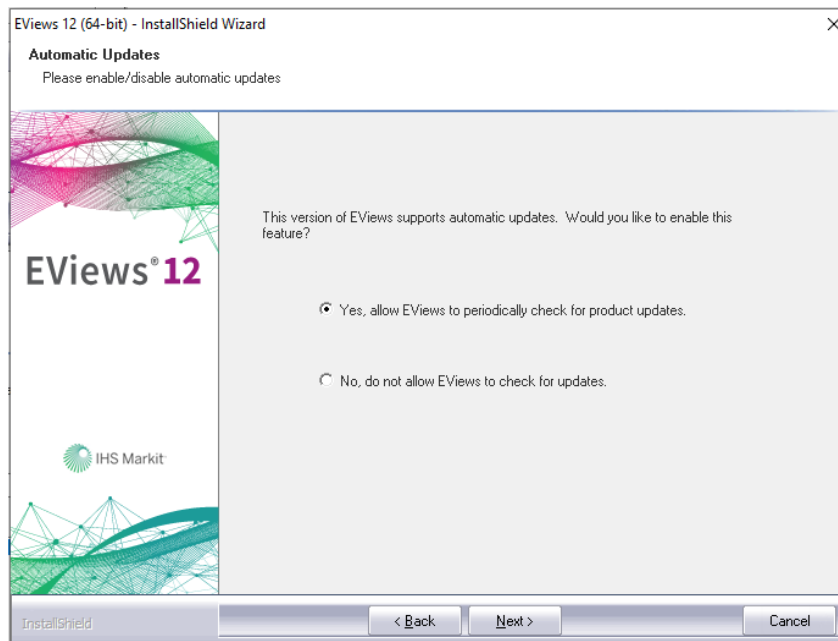 EViews 12 (64-bit) - InstallShield Wizard
Automatic Updates
Please enable/disable automatic updates
This version of EViews supports automatic updates.  Would you like to enable this
feature?
EViews® 12
Yes, allow EViews to periodically check for product updates.
No, do not allow EViews to check for updates.
IHS Markit
InstallShield
< Back
Next >
Cancel